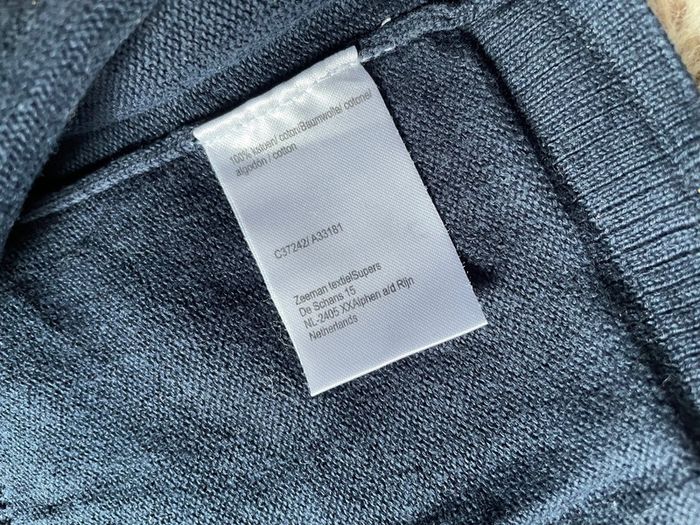 100% katoen/ coton/Baumwolle/ cotone/
algodón / cotton
C37242/ A33181
Zeeman textielSupers
De Schans 15
NL-2405 XX/Alphen a/d Rijn
Netherlands